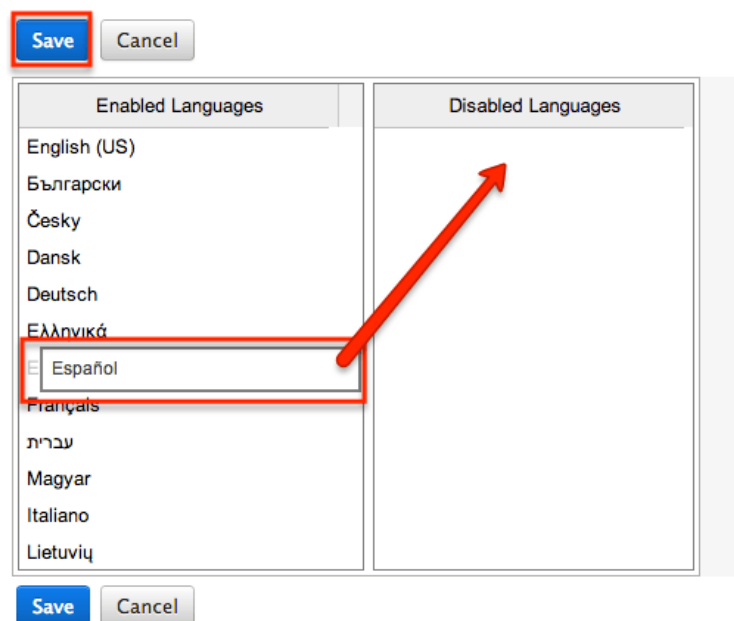 Save Cancel
Enabled Languages Disabled Languages
English (US)
Български
Česky
Dansk
Deutsch
Ελληνικά
E Español
Français
עברית
Magyar
Italiano
Lietuvių
Save Cancel